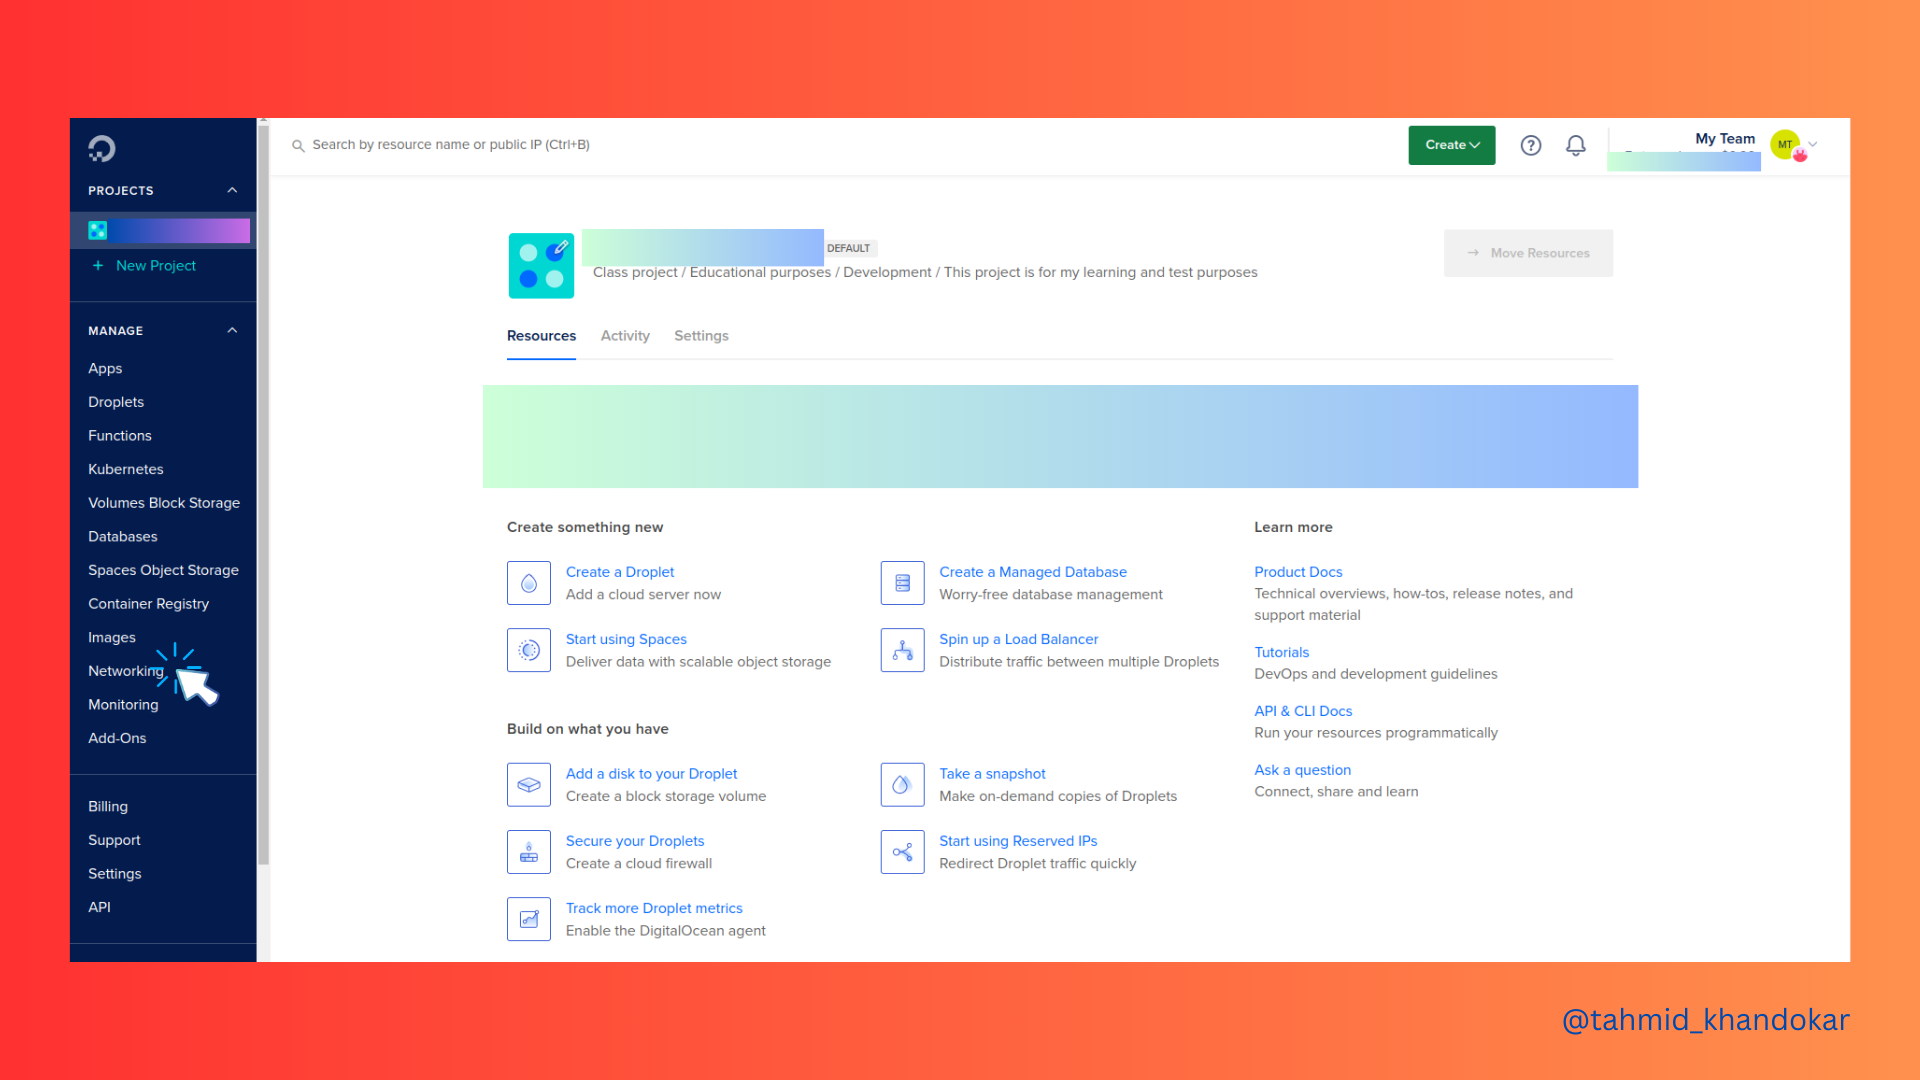 Search by resource name or public IP (Ctrl+B)
Create
My Team
MT
PROJECTS
+ New Project
MANAGE
Apps
Droplets
Functions
Kubernetes
Volumes Block Storage
Databases
Spaces Object Storage
Container Registry
Images
Networking
Monitoring
Add-Ons
Billing
Support
Settings
API
DEFAULT
Class project / Educational purposes / Development / This project is for my learning and test purposes
Move Resources
Resources
Activity
Settings
Create something new
Create a Droplet
Add a cloud server now
Create a Managed Database
Worry-free database management
Start using Spaces
Deliver data with scalable object storage
Spin up a Load Balancer
Distribute traffic between multiple Droplets
Build on what you have
Add a disk to your Droplet
Create a block storage volume
Take a snapshot
Make on-demand copies of Droplets
Secure your Droplets
Create a cloud firewall
Start using Reserved IPs
Redirect Droplet traffic quickly
Track more Droplet metrics
Enable the DigitalOcean agent
Learn more
Product Docs
Technical overviews, how-tos, release notes, and
support material
Tutorials
DevOps and development guidelines
API & CLI Docs
Run your resources programmatically
Ask a question
Connect, share and learn
@tahmid_khandokar